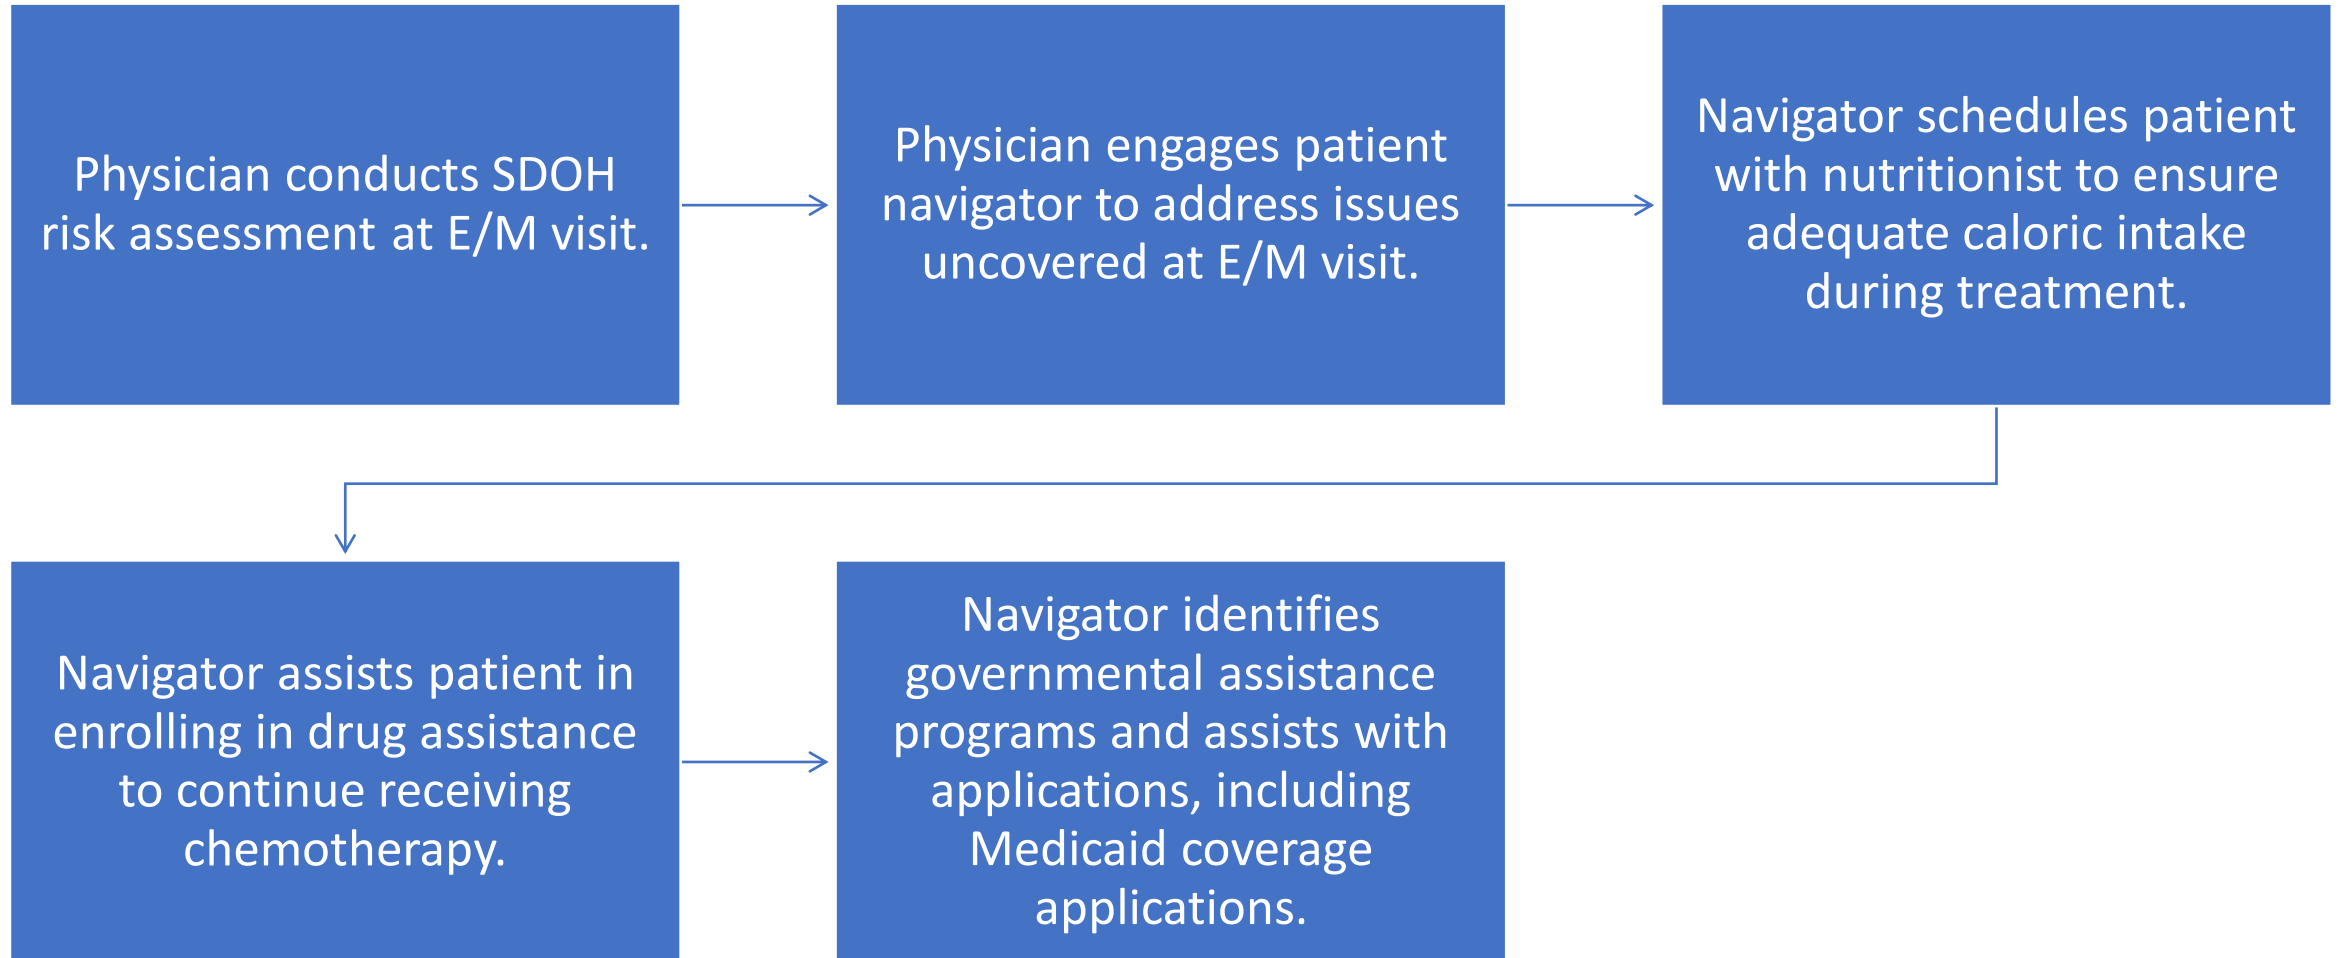 Physician conducts SDOH
risk assessment at E/M visit.
Physician engages patient
navigator to address issues
uncovered at E/M visit.
Navigator schedules patient
with nutritionist to ensure
adequate caloric intake
during treatment.
Navigator assists patient in
enrolling in drug assistance
to continue receiving
chemotherapy.
Navigator identifies
governmental assistance
programs and assists with
applications, including
Medicaid coverage
applications.